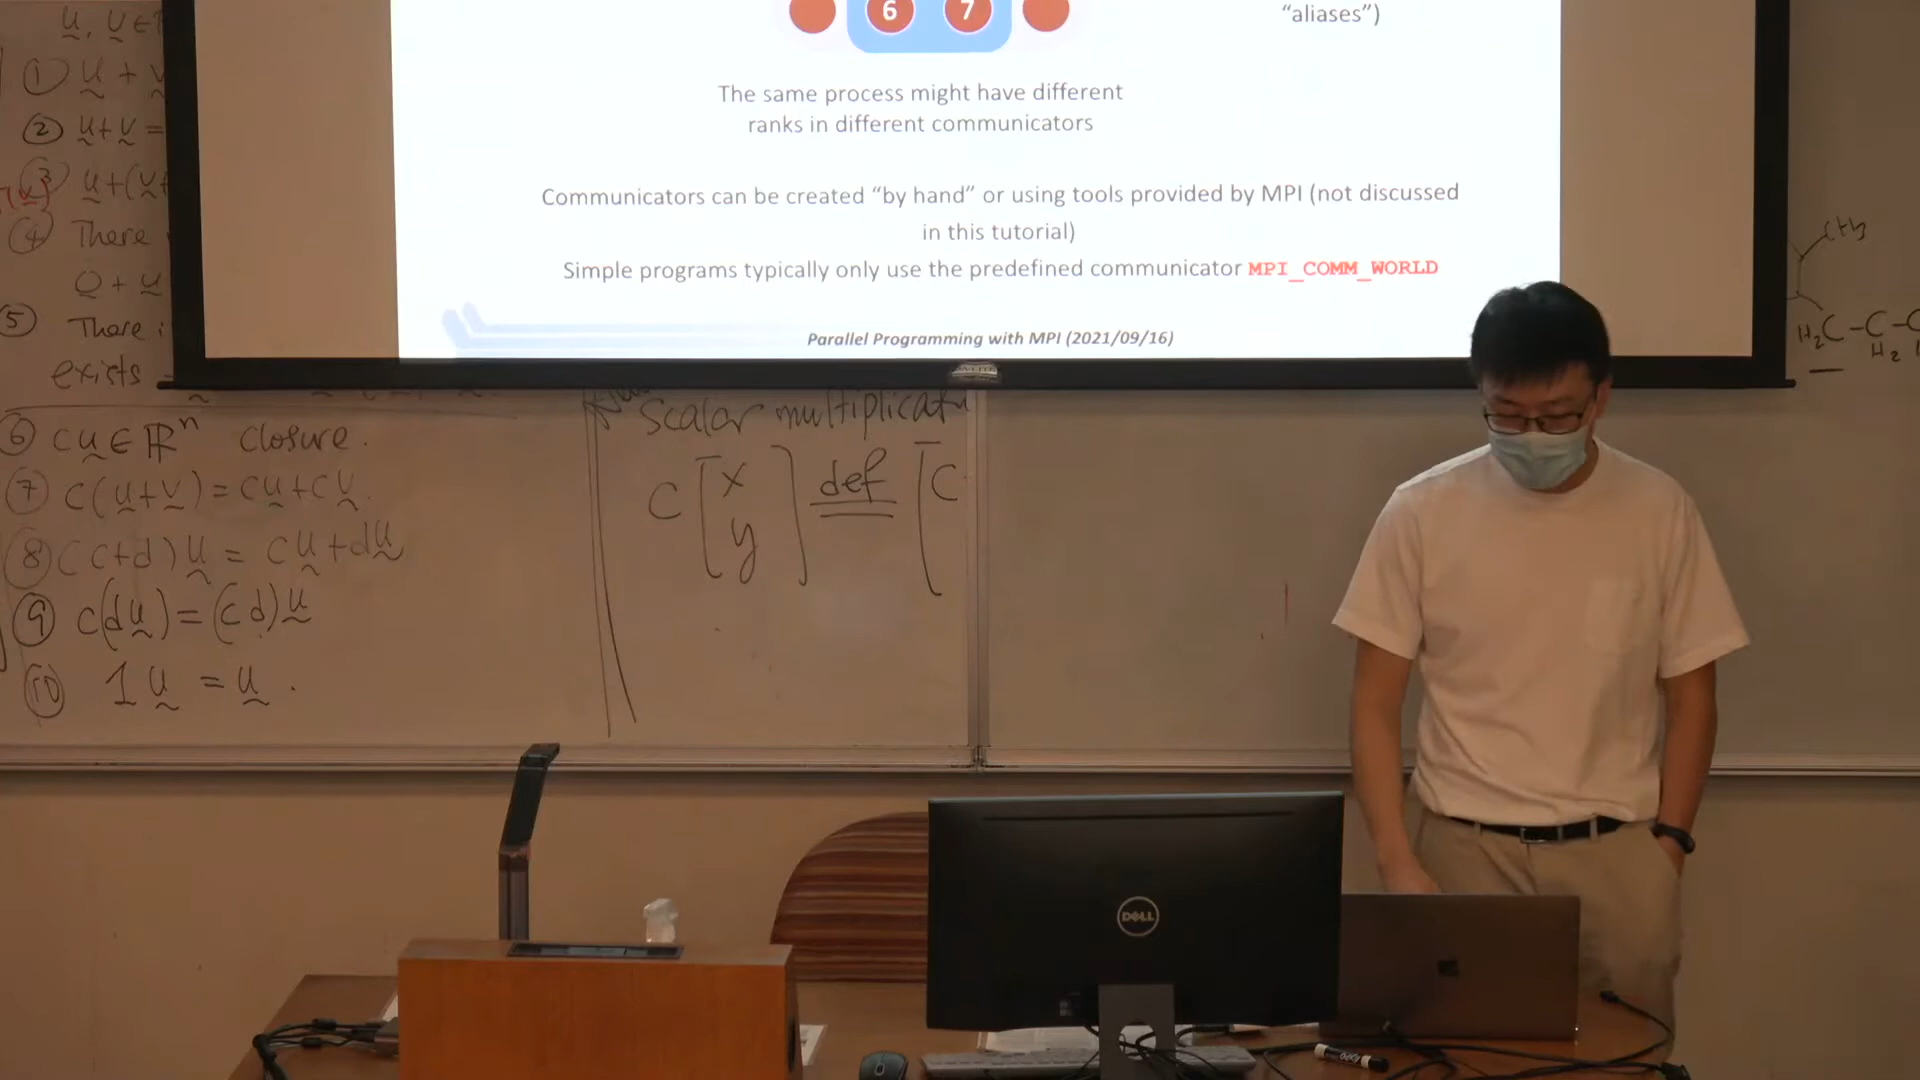 6 7
“aliases”)
The same process might have different
ranks in different communicators
Communicators can be created “by hand” or using tools provided by MPI (not discussed
in this tutorial)
Simple programs typically only use the predefined communicator MPI_COMM_WORLD
Parallel Programming with MPI (2021/09/16)
u, v ∈
① u + v
② u + v =
③ u + (v +
④ There
0 + u
⑤ There i
exists
⑥ cu ∈ ℝⁿ closure.
⑦ c(u+v) = cu+cv.
⑧ (c+d)u = cu+du
⑨ c(du) = (cd)u
⑩ 1u = u.
scalar multiplicati
c [x y] def [c
CH3
H2C-C-C
H2
DELL